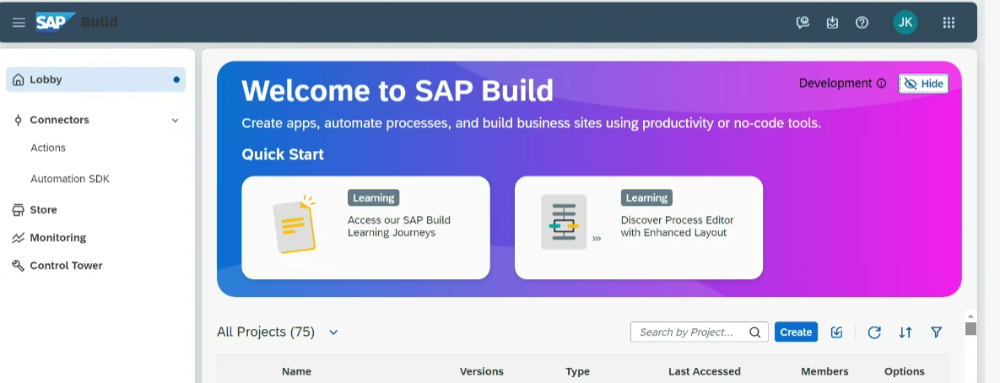 SAP Build
JK
Lobby
Connectors
Actions
Automation SDK
Store
Monitoring
Control Tower
Welcome to SAP Build
Development
Hide
Create apps, automate processes, and build business sites using productivity or no-code tools.
Quick Start
Learning
Access our SAP Build
Learning Journeys
Learning
Discover Process Editor
with Enhanced Layout
All Projects (75)
Search by Project...
Create
Name Versions Type Last Accessed Members Options